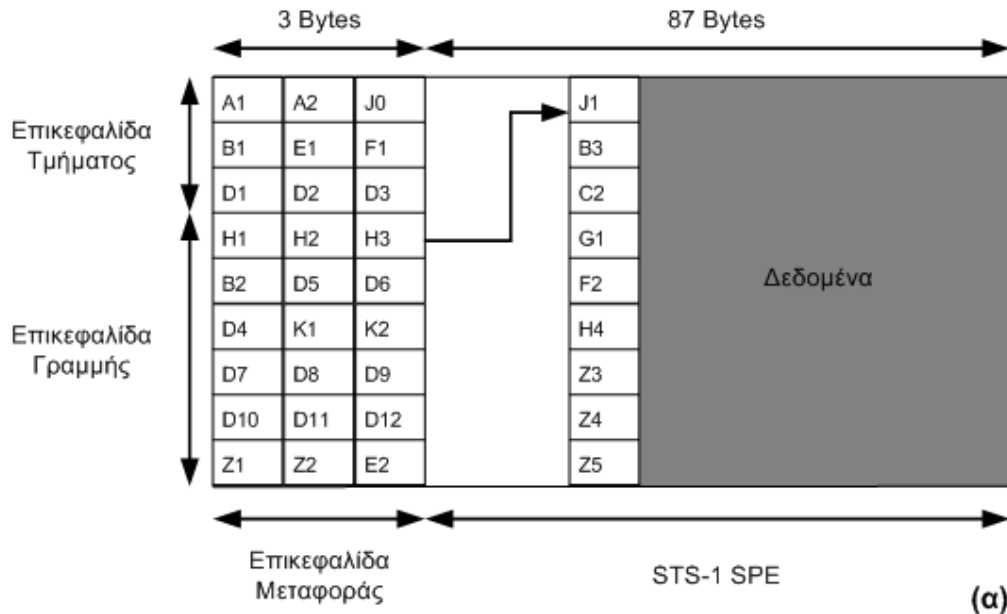 3 Bytes 87 Bytes
Επικεφαλίδα
Τμήματος
Επικεφαλίδα
Γραμμής
A1 A2 J0 J1
B1 E1 F1 B3
D1 D2 D3 C2
H1 H2 H3 G1
B2 D5 D6 F2 Δεδομένα
D4 K1 K2 H4
D7 D8 D9 Z3
D10 D11 D12 Z4
Z1 Z2 E2 Z5
Επικεφαλίδα
Μεταφοράς
STS-1 SPE
(α)